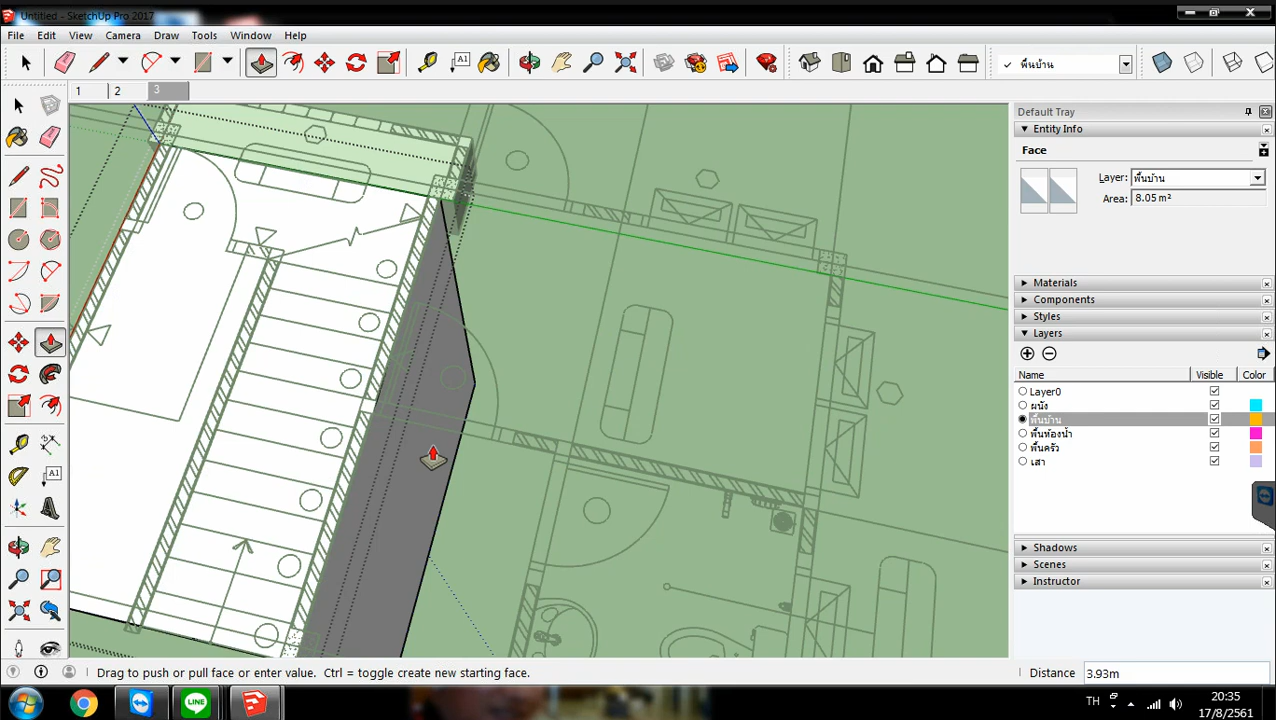 Untitled - SketchUp Pro 2017
File Edit View Camera Draw Tools Window Help
A1
✓ พื้นบ้าน
1 2 3
Default Tray
Entity Info
Face
Layer: พื้นบ้าน
Area: 8.05 m²
Materials
Components
Styles
Layers
Name Visible Color
Layer0
ผนัง
พื้นบ้าน
พื้นห้องน้ำ
พื้นครัว
เสา
A1
Shadows
Scenes
Instructor
Drag to push or pull face or enter value. Ctrl = toggle create new starting face.
Distance 3.93m
LINE
TH
20:35
17/8/2561